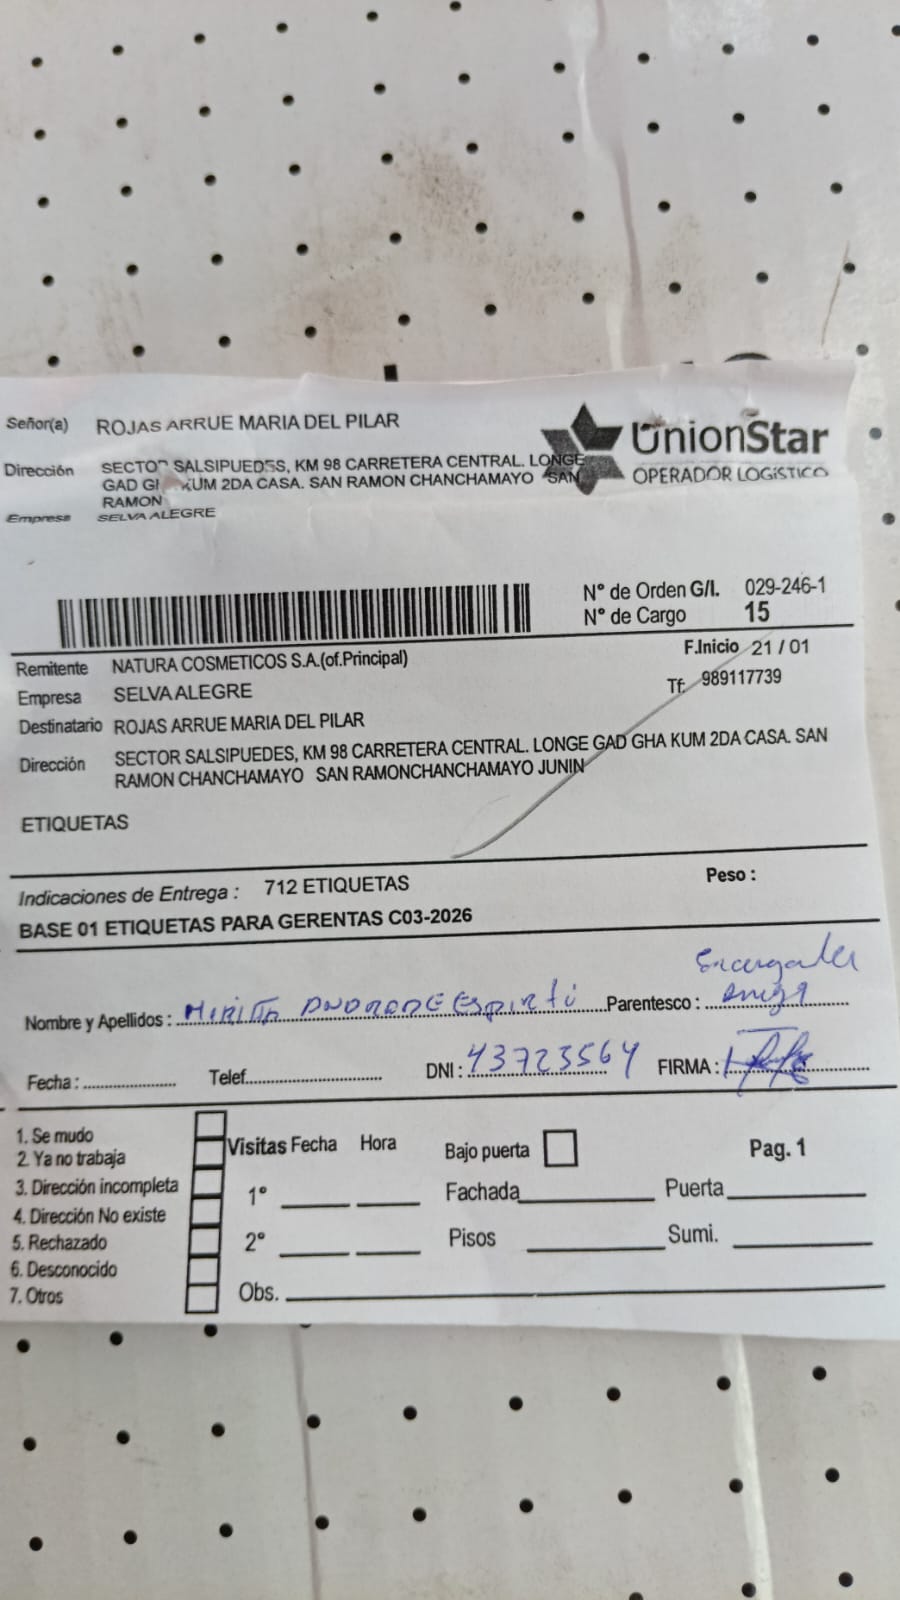 Señor(a) ROJAS ARRUE MARIA DEL PILAR
UnionStar
OPERADOR LOGÍSTICO
Dirección SECTOR SALSIPUEDES, KM 98 CARRETERA CENTRAL. LONGE
GAD GH KUM 2DA CASA. SAN RAMON CHANCHAMAYO SAN
RAMON
Empresa SELVA ALEGRE
N° de Orden G/I. 029-246-1
N° de Cargo 15
Remitente NATURA COSMETICOS S.A.(of.Principal) F.Inicio 21/01
Empresa SELVA ALEGRE Tf. 989117739
Destinatario ROJAS ARRUE MARIA DEL PILAR
Dirección SECTOR SALSIPUEDES, KM 98 CARRETERA CENTRAL. LONGE GAD GHA KUM 2DA CASA. SAN
RAMON CHANCHAMAYO SAN RAMONCHANCHAMAYO JUNIN
ETIQUETAS
Indicaciones de Entrega : 712 ETIQUETAS Peso :
BASE 01 ETIQUETAS PARA GERENTAS C03-2026
Nombre y Apellidos : ANDRADE Parentesco :
Fecha : Telef. DNI : 43723564 FIRMA :
1. Se mudo
2. Ya no trabaja
3. Dirección incompleta
4. Dirección No existe
5. Rechazado
6. Desconocido
7. Otros
Visitas Fecha Hora Bajo puerta Pag. 1
1° Fachada Puerta
2° Pisos Sumi.
Obs.